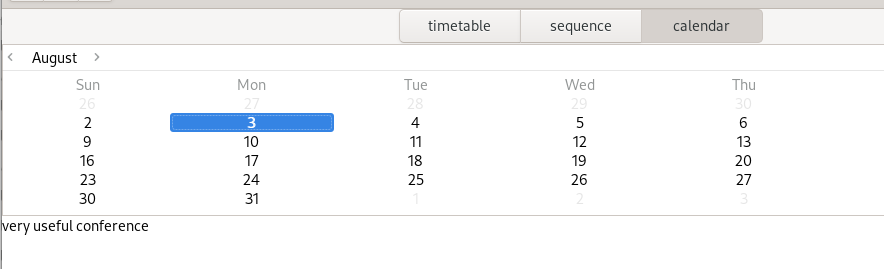 timetable sequence calendar
August
Sun Mon Tue Wed Thu
26 27 28 29 30
2 3 4 5 6
9 10 11 12 13
16 17 18 19 20
23 24 25 26 27
30 31 1 2 3
very useful conference